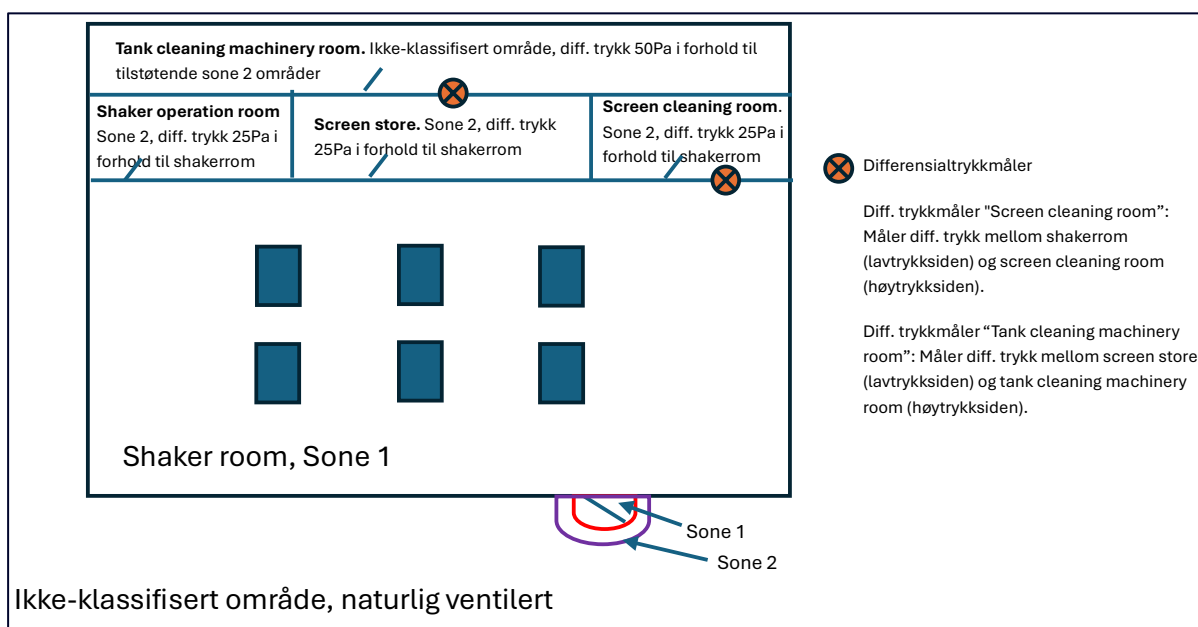 Tank cleaning machinery room. Ikke-klassifisert område, diff. trykk 50Pa i forhold til
tilstøtende sone 2 områder
Shaker operation room
Sone 2, diff. trykk 25Pa i
forhold til shakerrom
Screen store. Sone 2, diff. trykk
25Pa i forhold til shakerrom
Screen cleaning room.
Sone 2, diff. trykk 25Pa i
forhold til shakerrom
Differensialtrykkmåler
Diff. trykkmåler "Screen cleaning room”:
Måler diff. trykk mellom shakerrom
(lavtrykksiden) og screen cleaning room
(høytrykksiden).
Diff. trykkmåler “Tank cleaning machinery
room”: Måler diff. trykk mellom screen store
(lavtrykksiden) og tank cleaning machinery
room (høytrykksiden).
Shaker room, Sone 1
Sone 1
Sone 2
Ikke-klassifisert område, naturlig ventilert